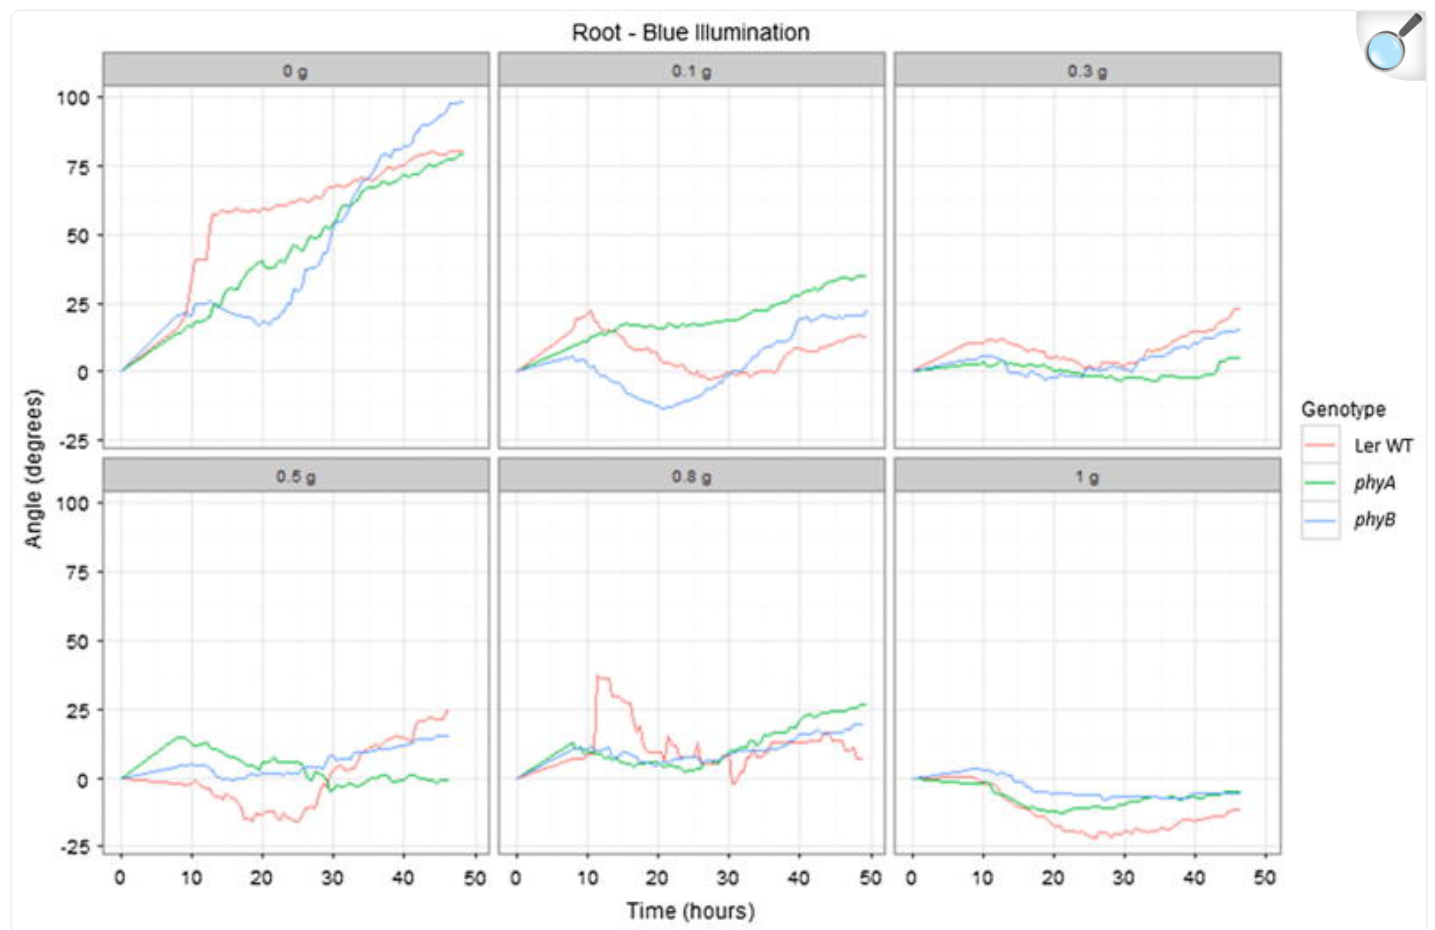 Root - Blue Illumination
0 g
0.1 g
0.3 g
100
75
50
25
0
-25
Angle (degrees)
0.5 g
0.8 g
1 g
100
75
50
25
0
-25
0 10 20 30 40 50
0 10 20 30 40 50
0 10 20 30 40 50
Time (hours)
Genotype
Ler WT
phyA
phyB